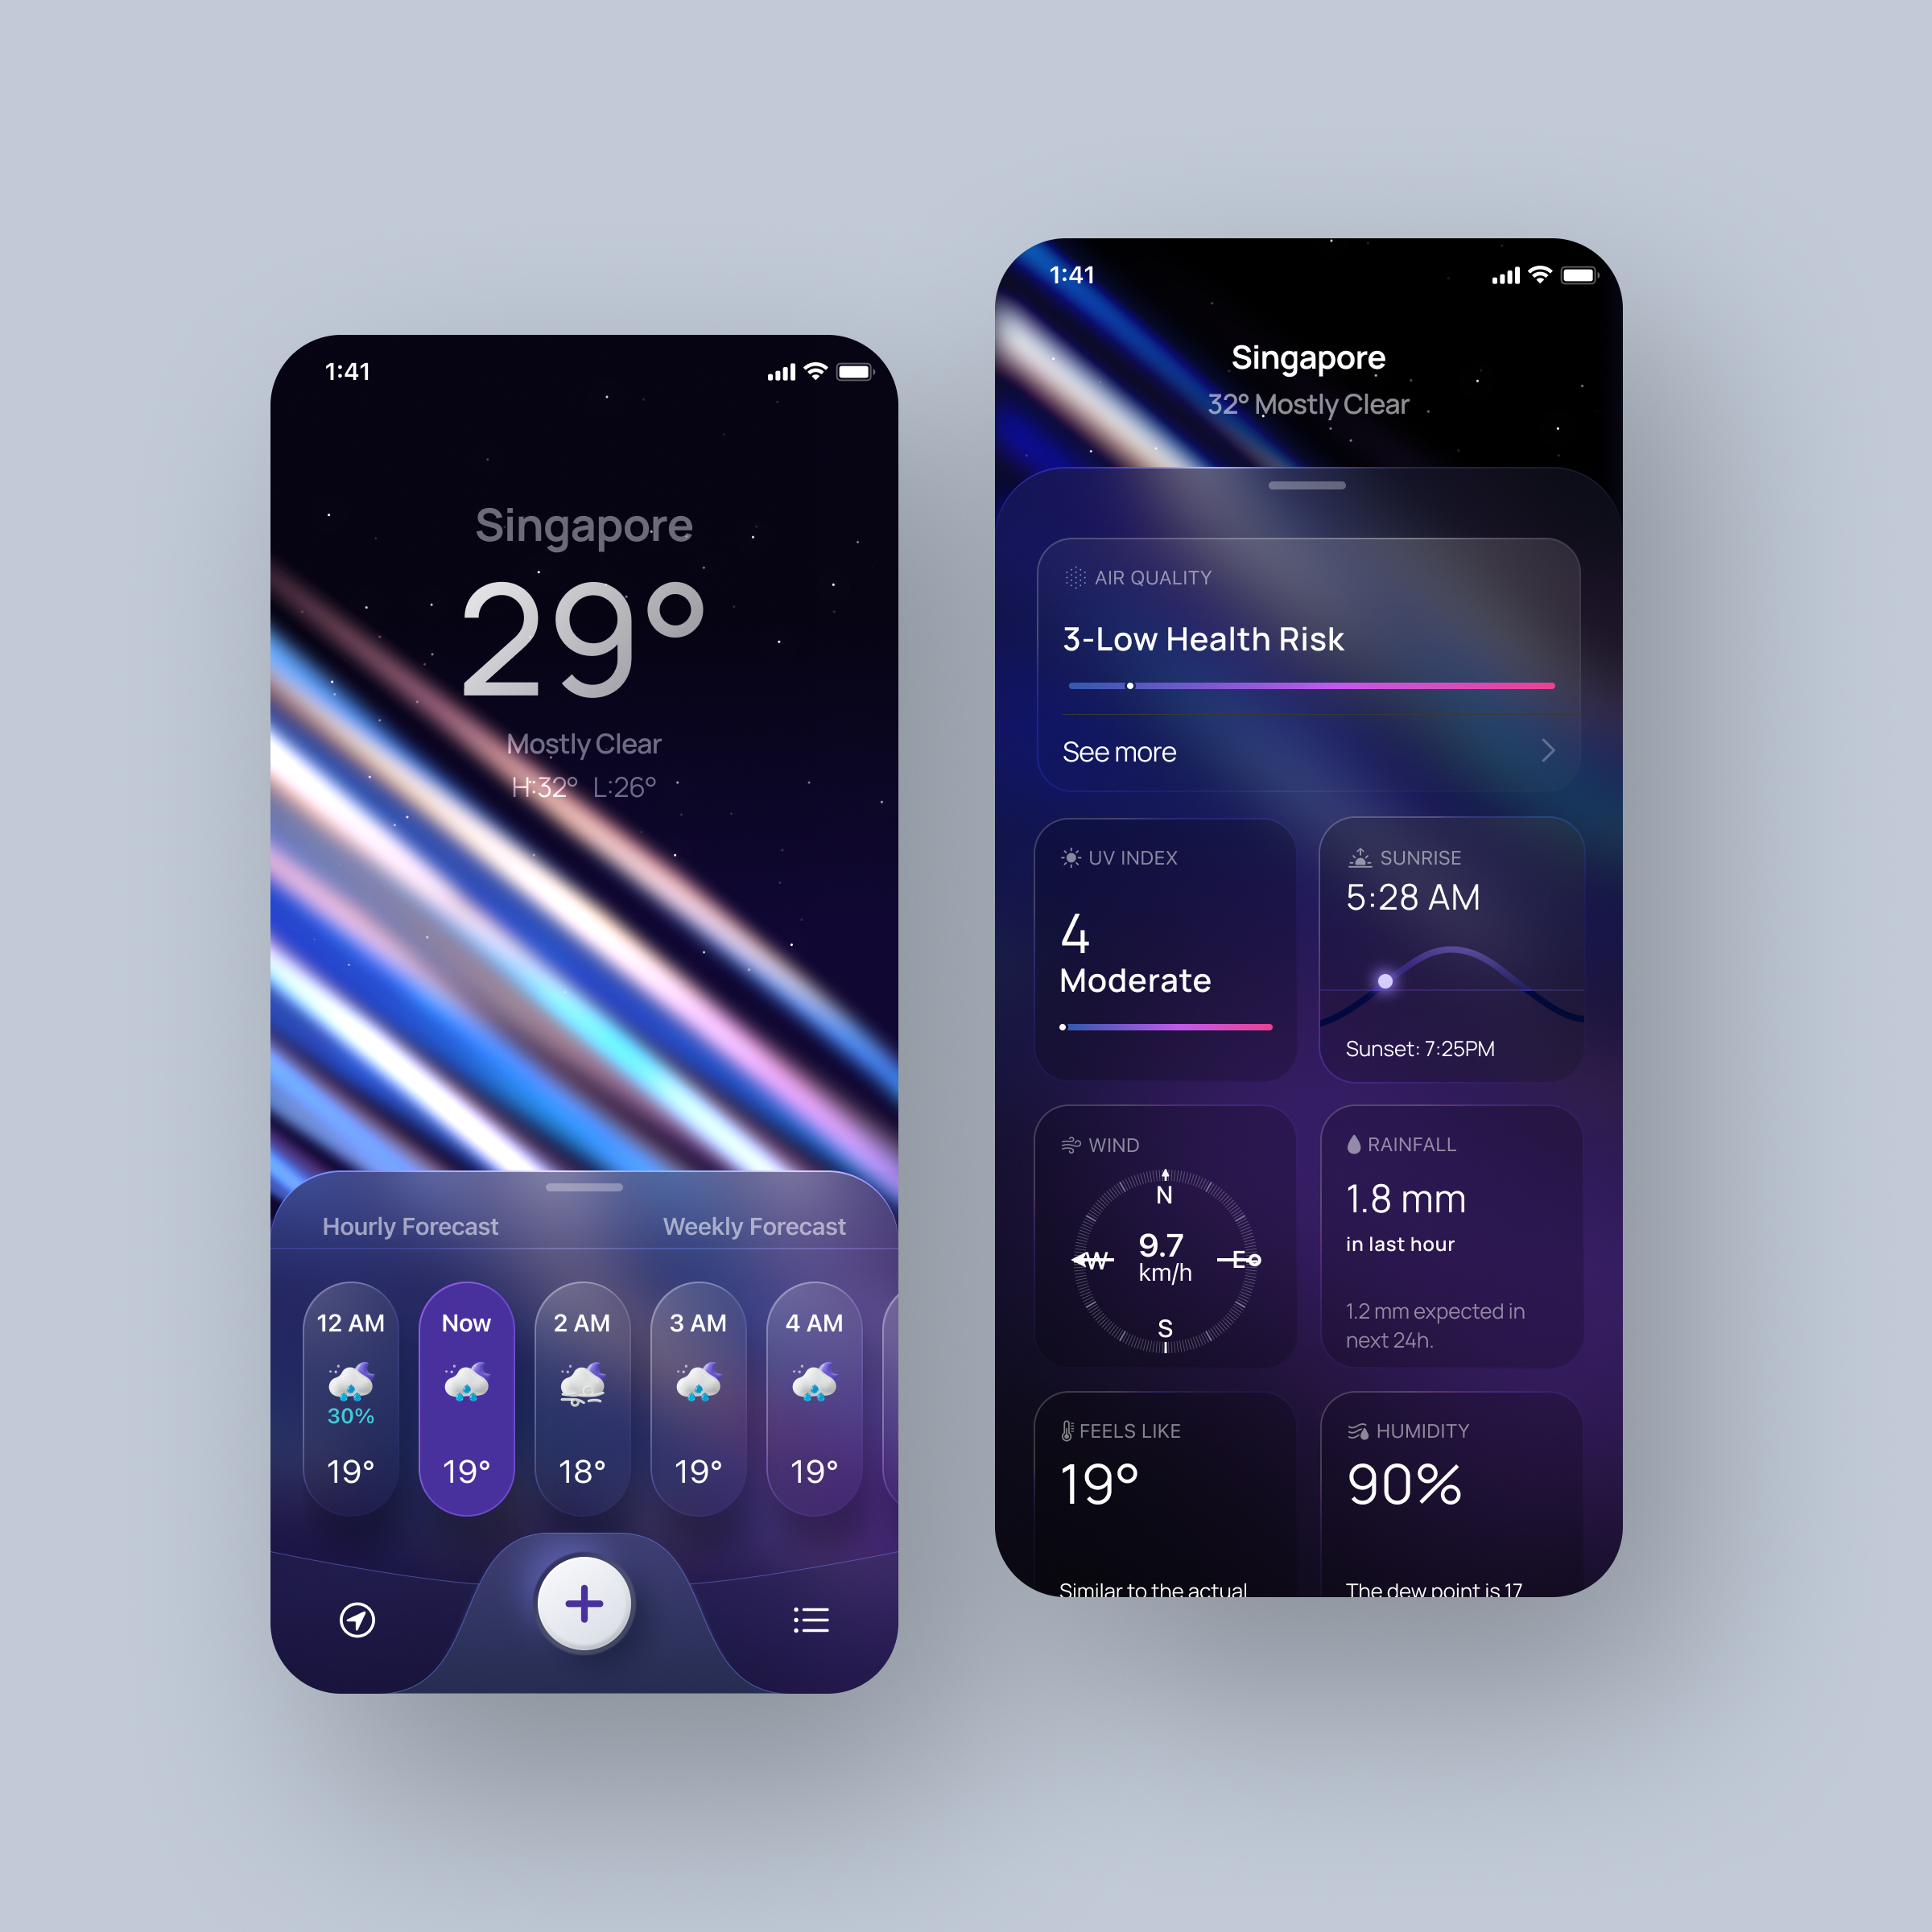 1:41
Singapore
29°
Mostly Clear
H:32° L:26°
Hourly Forecast
Weekly Forecast
12 AM
Now
2 AM
3 AM
4 AM
30%
19°
19°
18°
19°
19°
1:41
Singapore
32° Mostly Clear
AIR QUALITY
3-Low Health Risk
See more
UV INDEX
4
Moderate
SUNRISE
5:28 AM
Sunset: 7:25PM
WIND
N
W
9.7
km/h
E
S
RAINFALL
1.8 mm
in last hour
1.2 mm expected in
next 24h.
FEELS LIKE
19°
Similar to the actual
HUMIDITY
90%
The dew point is 17